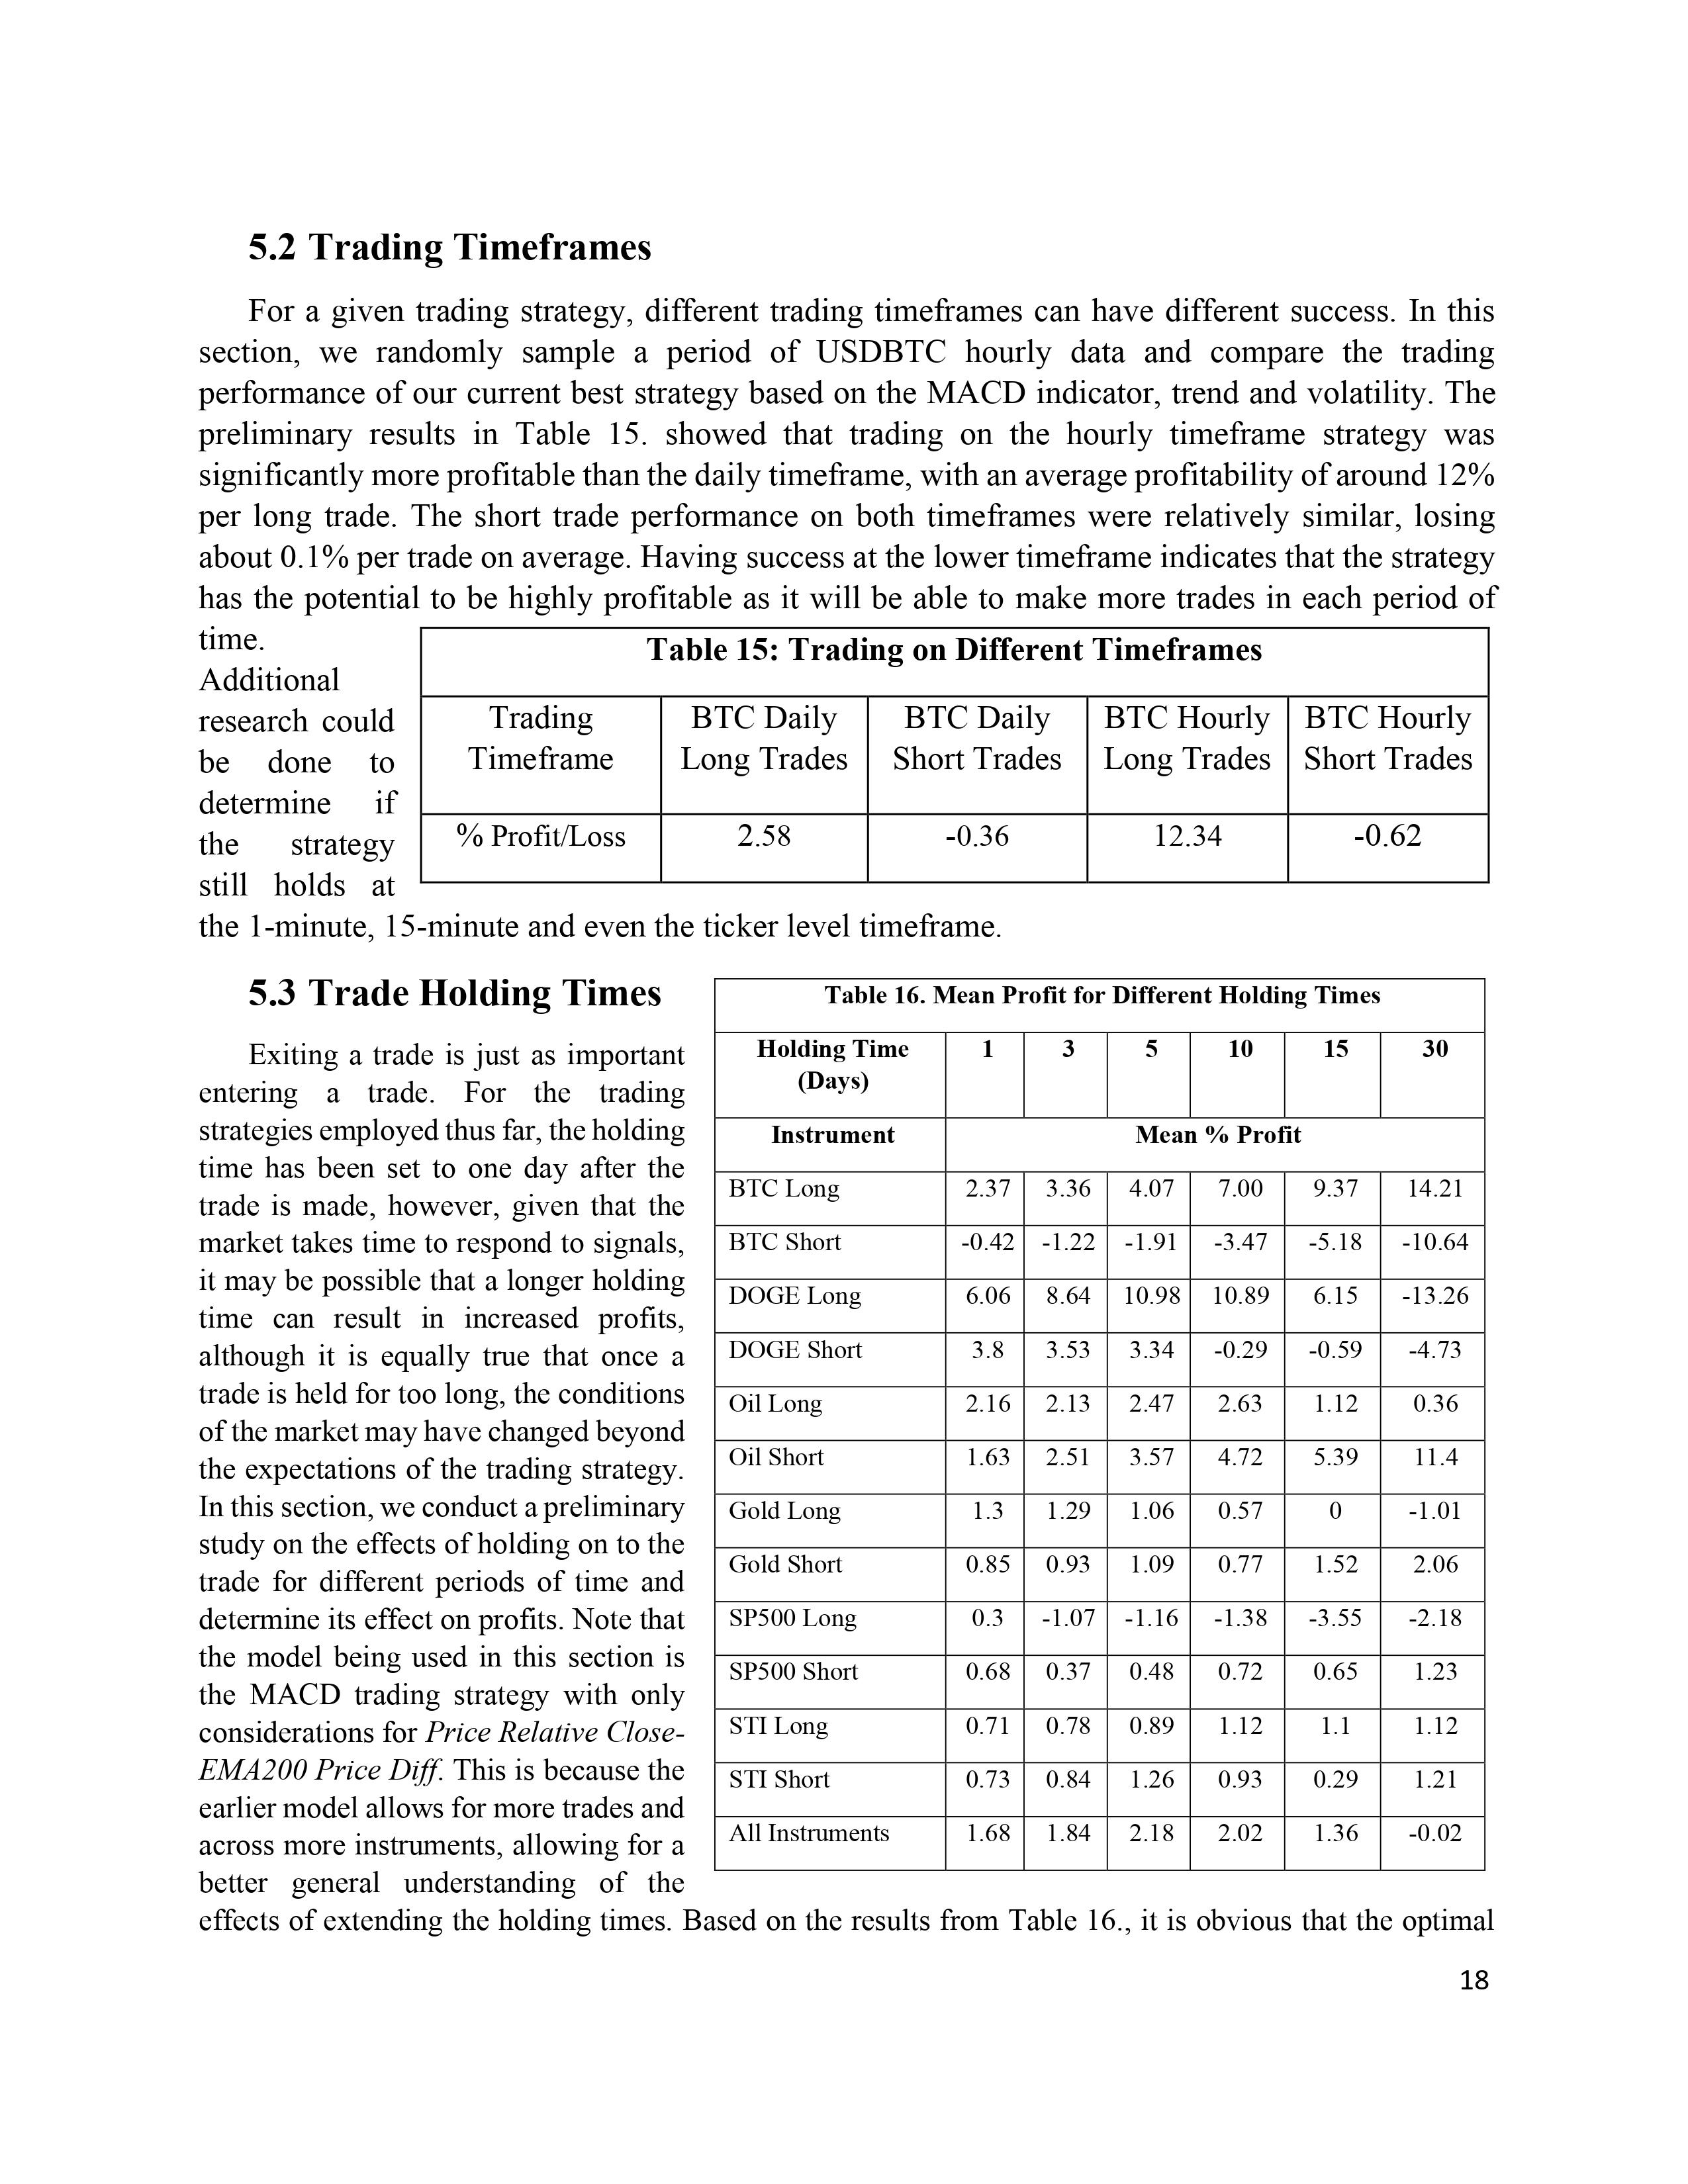 5.2 Trading Timeframes
For a given trading strategy, different trading timeframes can have different success. In this
section, we randomly sample a period of USDBTC hourly data and compare the trading
performance of our current best strategy based on the MACD indicator, trend and volatility. The
preliminary results in Table 15. showed that trading on the hourly timeframe strategy was
significantly more profitable than the daily timeframe, with an average profitability of around 12%
per long trade. The short trade performance on both timeframes were relatively similar, losing
about 0.1% per trade on average. Having success at the lower timeframe indicates that the strategy
has the potential to be highly profitable as it will be able to make more trades in each period of
time.
Additional
research could
be done to
determine if
the strategy
still holds at
the 1-minute, 15-minute and even the ticker level timeframe.
Table 15: Trading on Different Timeframes
Trading Timeframe BTC Daily Long Trades BTC Daily Short Trades BTC Hourly Long Trades BTC Hourly Short Trades
% Profit/Loss 2.58 -0.36 12.34 -0.62
5.3 Trade Holding Times
Exiting a trade is just as important
entering a trade. For the trading
strategies employed thus far, the holding
time has been set to one day after the
trade is made, however, given that the
market takes time to respond to signals,
it may be possible that a longer holding
time can result in increased profits,
although it is equally true that once a
trade is held for too long, the conditions
of the market may have changed beyond
the expectations of the trading strategy.
In this section, we conduct a preliminary
study on the effects of holding on to the
trade for different periods of time and
determine its effect on profits. Note that
the model being used in this section is
the MACD trading strategy with only
considerations for Price Relative Close-
EMA200 Price Diff. This is because the
earlier model allows for more trades and
across more instruments, allowing for a
better general understanding of the
effects of extending the holding times. Based on the results from Table 16., it is obvious that the optimal
Table 16. Mean Profit for Different Holding Times
Holding Time (Days) 1 3 5 10 15 30
Instrument Mean % Profit
BTC Long 2.37 3.36 4.07 7.00 9.37 14.21
BTC Short -0.42 -1.22 -1.91 -3.47 -5.18 -10.64
DOGE Long 6.06 8.64 10.98 10.89 6.15 -13.26
DOGE Short 3.8 3.53 3.34 -0.29 -0.59 -4.73
Oil Long 2.16 2.13 2.47 2.63 1.12 0.36
Oil Short 1.63 2.51 3.57 4.72 5.39 11.4
Gold Long 1.3 1.29 1.06 0.57 0 -1.01
Gold Short 0.85 0.93 1.09 0.77 1.52 2.06
SP500 Long 0.3 -1.07 -1.16 -1.38 -3.55 -2.18
SP500 Short 0.68 0.37 0.48 0.72 0.65 1.23
STI Long 0.71 0.78 0.89 1.12 1.1 1.12
STI Short 0.73 0.84 1.26 0.93 0.29 1.21
All Instruments 1.68 1.84 2.18 2.02 1.36 -0.02
18